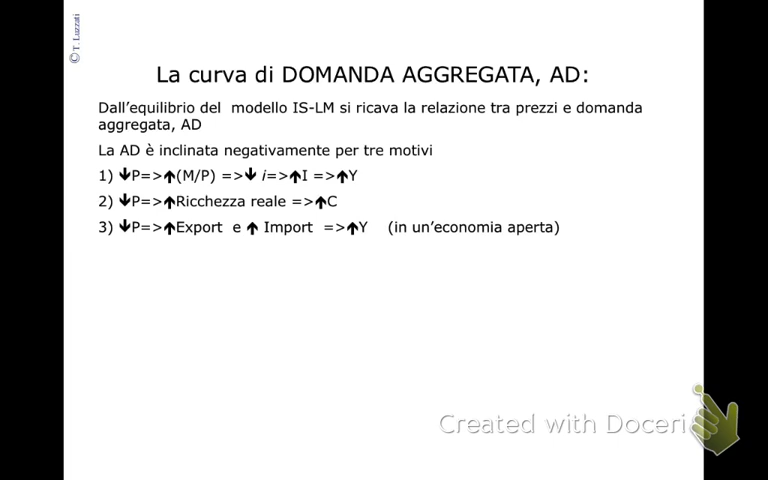 © T. Luzzati
La curva di DOMANDA AGGREGATA, AD:
Dall'equilibrio del modello IS-LM si ricava la relazione tra prezzi e domanda
aggregata, AD
La AD è inclinata negativamente per tre motivi
1) 🡇P=>🡅(M/P) =>🡇 i=>🡅I =>🡅Y
2) 🡇P=>🡅Ricchezza reale =>🡅C
3) 🡇P=>🡅Export e 🡅 Import =>🡅Y (in un'economia aperta)
Created with Doceri